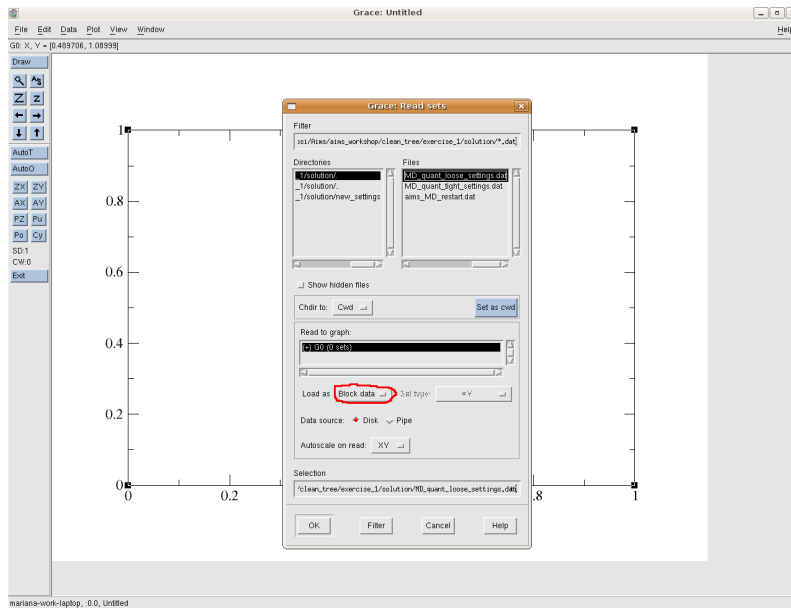 Grace: Untitled
File Edit Data Plot View Window Help
G0: X, Y = [0.489706, 1.08999]
Draw
Z z
AutoT
AutoO
ZX ZY
AX AY
PZ Pu
Po Cy
SD:1
CW:0
Exit
1
0.8
0.6
0.4
0.2
0
0 0.2 .8 1
Grace: Read sets
Filter
osi/Aims/aims_workshop/clean_tree/exercise_1/solution/*.dat
Directories Files
_1/solution/. MD_quant_loose_settings.dat
_1/solution/.. MD_quant_tight_settings.dat
_1/solution/new_settings aims_MD_restart.dat
Show hidden files
Chdir to: Cwd Set as cwd
Read to graph:
(+) G0 (0 sets)
Load as Block data Set type: XY
Data source: Disk Pipe
Autoscale on read: XY
Selection
/clean_tree/exercise_1/solution/MD_quant_loose_settings.dat
OK Filter Cancel Help
mariana-work-laptop, :0.0, Untitled